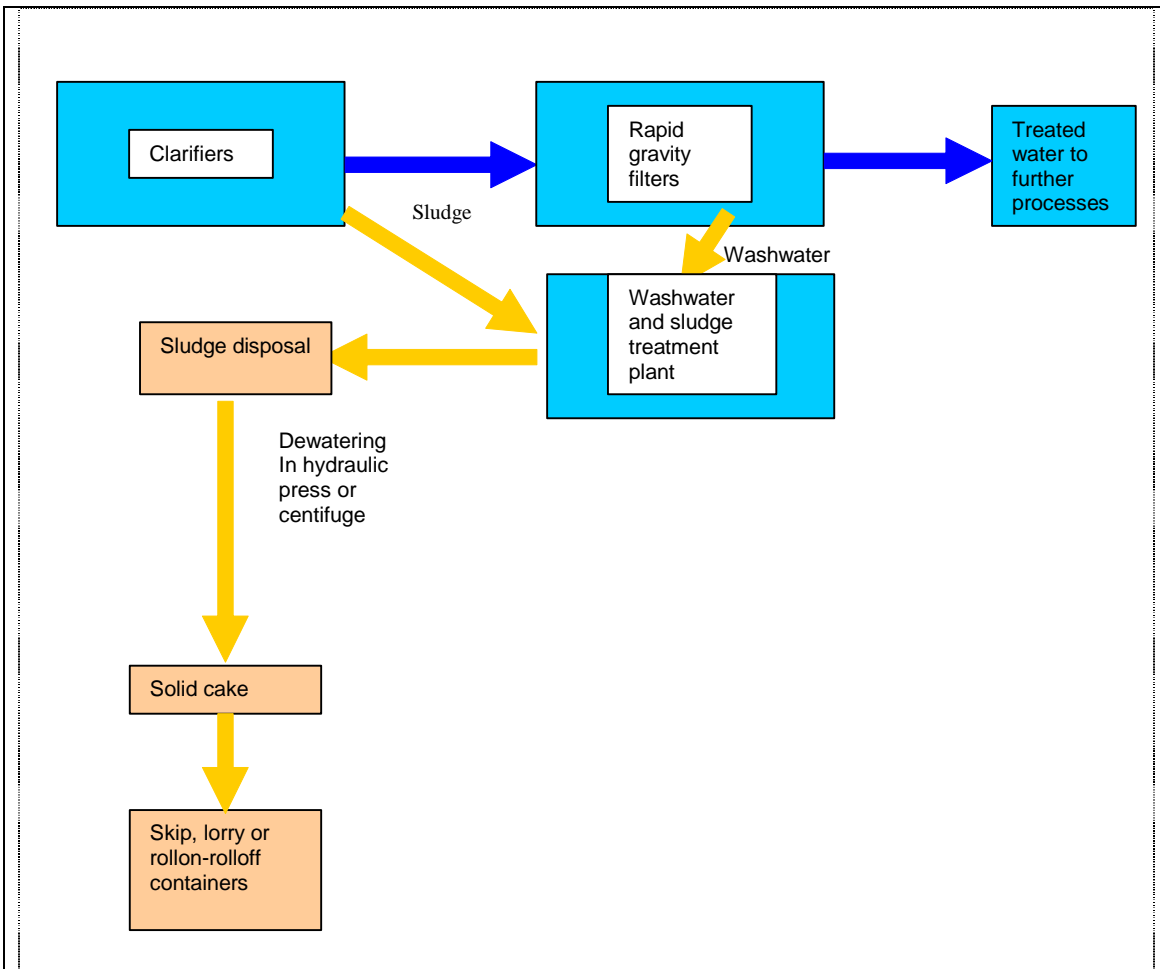 Clarifiers
Rapid
gravity
filters
Treated
water to
further
processes
Sludge
Washwater
Washwater
and sludge
treatment
plant
Sludge disposal
Dewatering
In hydraulic
press or
centifuge
Solid cake
Skip, lorry or
rollon-rolloff
containers